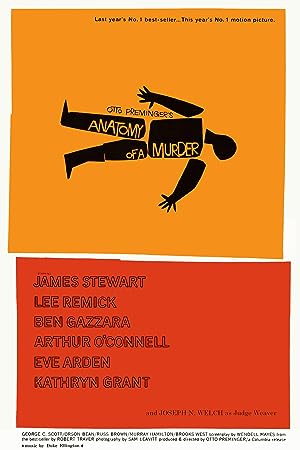 Last year's No. 1 best-seller...This year's No. 1 motion picture.
OTTO PREMINGER'S
ANATOMY
OF A MURDER
JAMES STEWART
LEE REMICK
BEN GAZZARA
ARTHUR O'CONNELL
EVE ARDEN
KATHRYN GRANT
and JOSEPH N. WELCH as Judge Weaver
GEORGE C. SCOTT/ORSON BEAN/RUSS BROWN/MURRAY HAMILTON/BROOKS WEST screenplay by WENDELL MAYES from
the best-seller by ROBERT TRAVER photography by SAM LEAVITT produced & directed by OTTO PREMINGER/a Columbia release
music by Duke Ellington